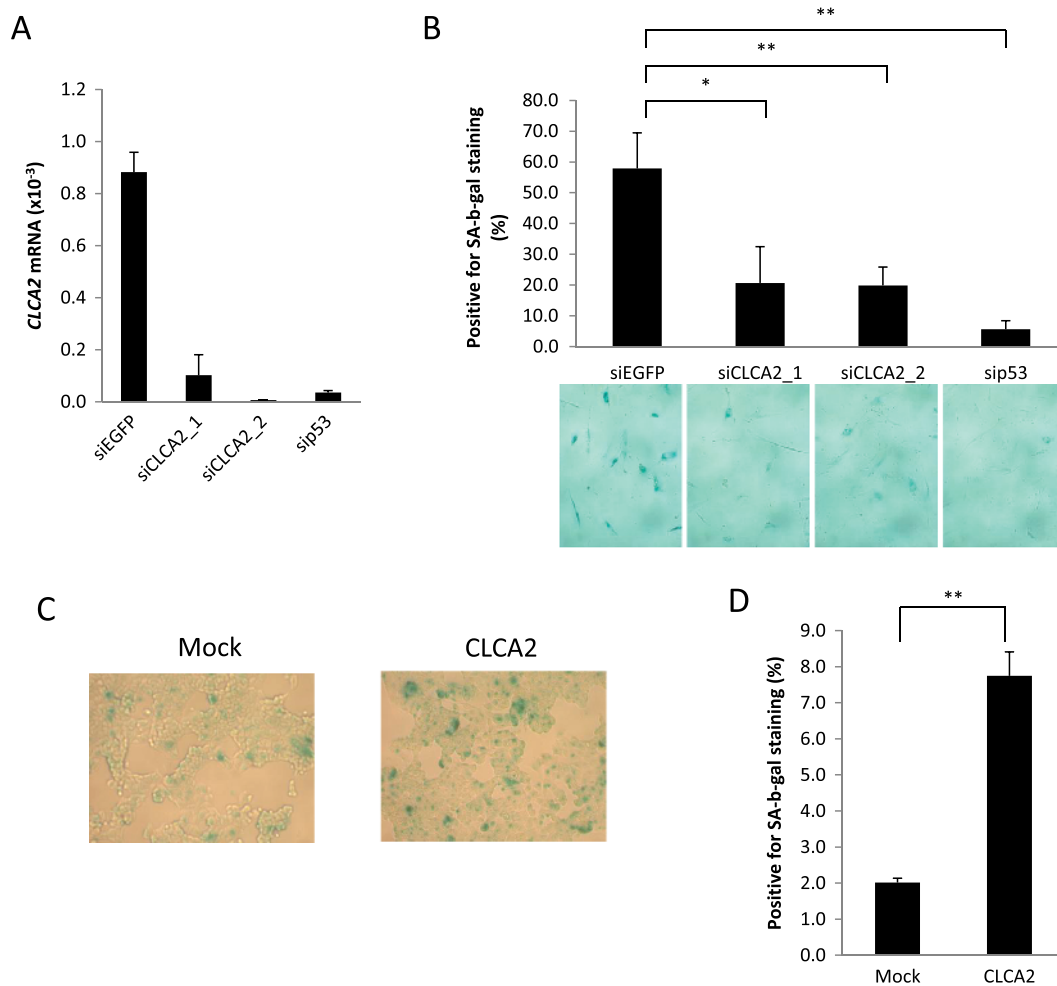 A
CLCA2 mRNA (x10⁻³)
1.2
1.0
0.8
0.6
0.4
0.2
0.0
siEGFP
siCLCA2_1
siCLCA2_2
sip53
B
**
**
*
Positive for SA-b-gal staining
(%)
80.0
70.0
60.0
50.0
40.0
30.0
20.0
10.0
0.0
siEGFP siCLCA2_1 siCLCA2_2 sip53
C
Mock CLCA2
D
**
Positive for SA-b-gal staining (%)
9.0
8.0
7.0
6.0
5.0
4.0
3.0
2.0
1.0
0.0
Mock CLCA2